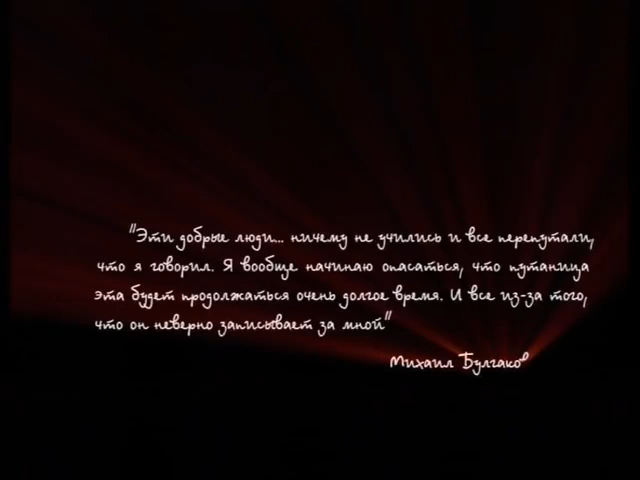 "Эти добрые люди... ничему не учились и все перепутали,
что я говорил. Я вообще начинаю опасаться, что путаница
эта будет продолжаться очень долгое время. И все из-за того,
что он неверно записывает за мной"
Михаил Булгаков